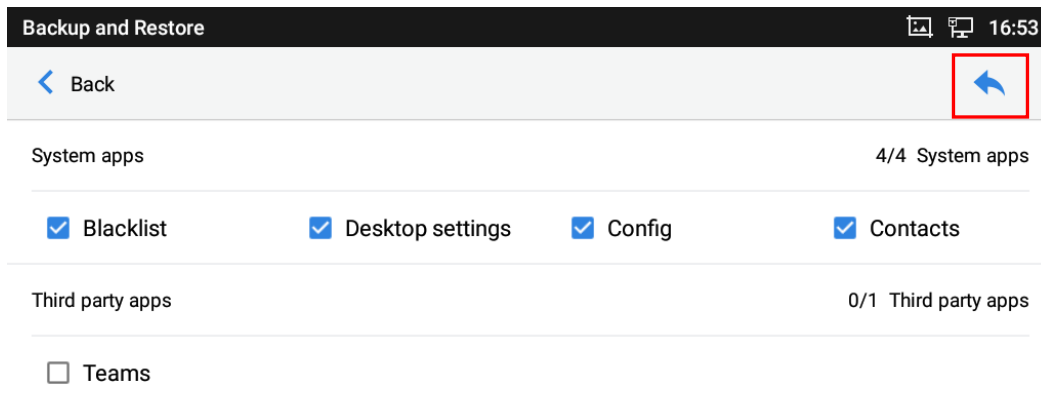 Backup and Restore 16:53
Back
System apps 4/4 System apps
Blacklist Desktop settings Config Contacts
Third party apps 0/1 Third party apps
Teams